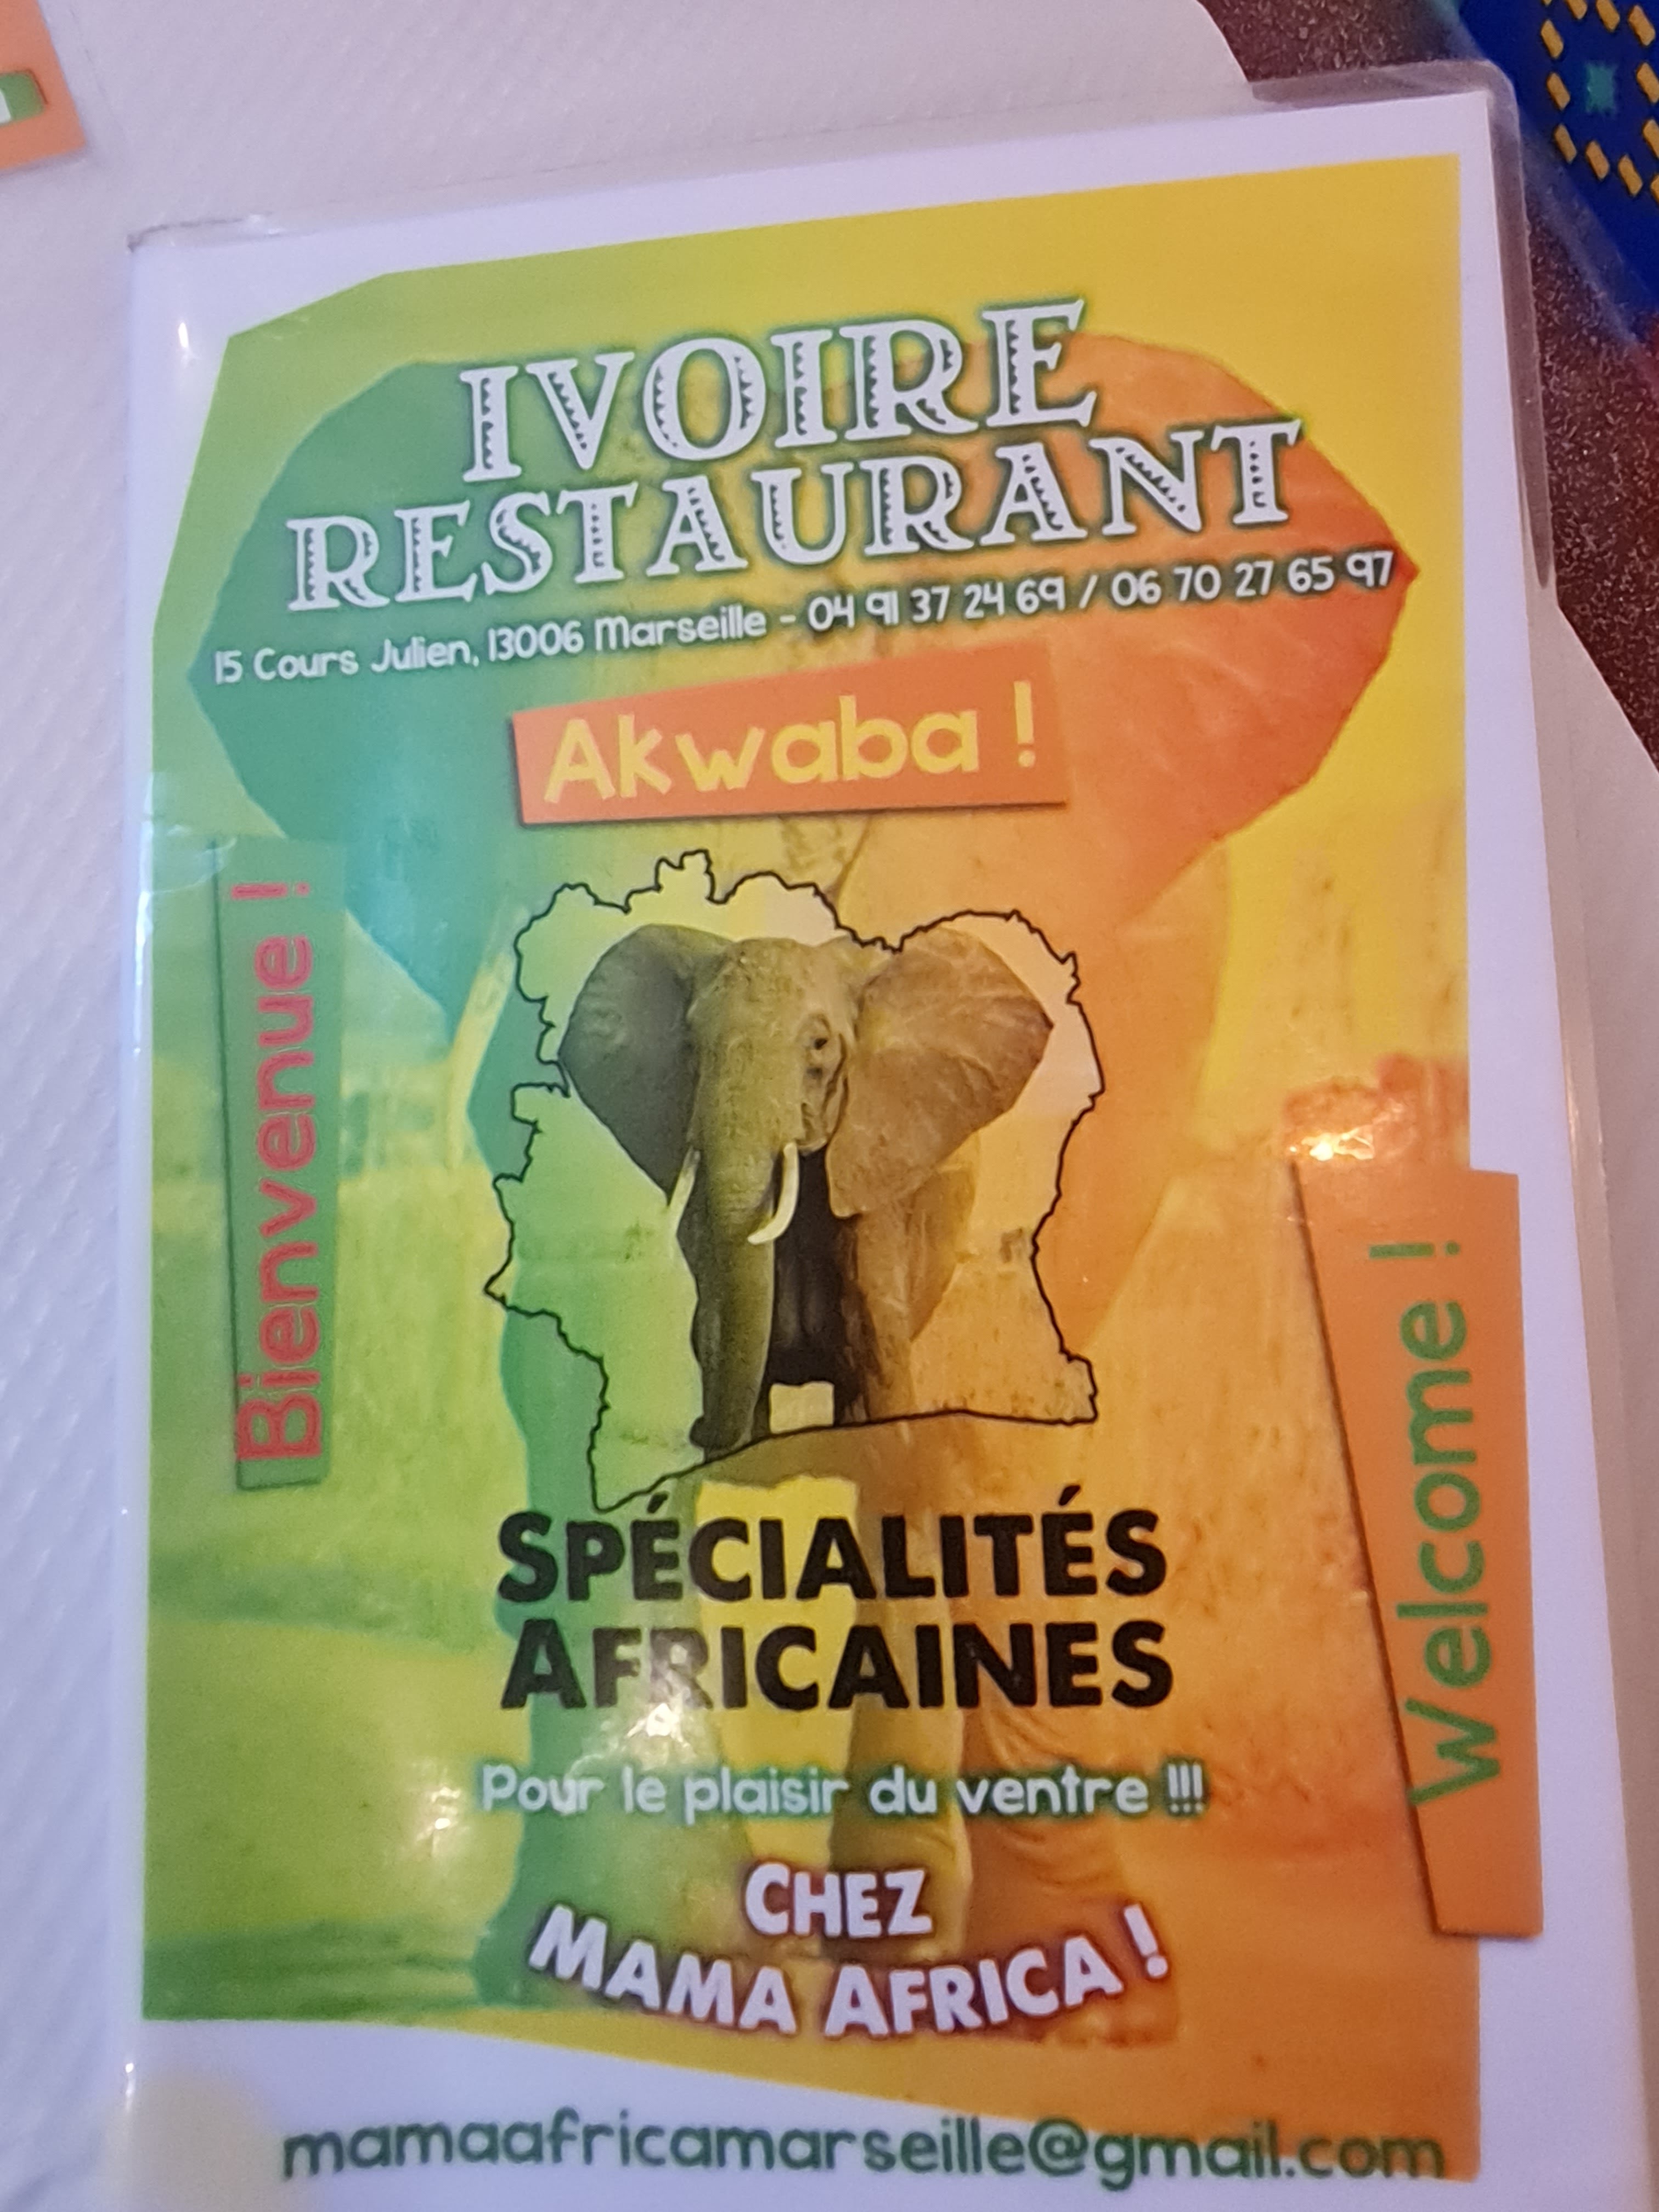 IVOIRE
RESTAURANT
15 Cours Julien, 13006 Marseille - 04 91 37 24 69 / 06 70 27 65 97
Akwaba !
Bienvenue !
Welcome !
SPÉCIALITÉS
AFRICAINES
Pour le plaisir du ventre !!!
CHEZ
MAMA AFRICA !
mamaafricamarseille@gmail.com